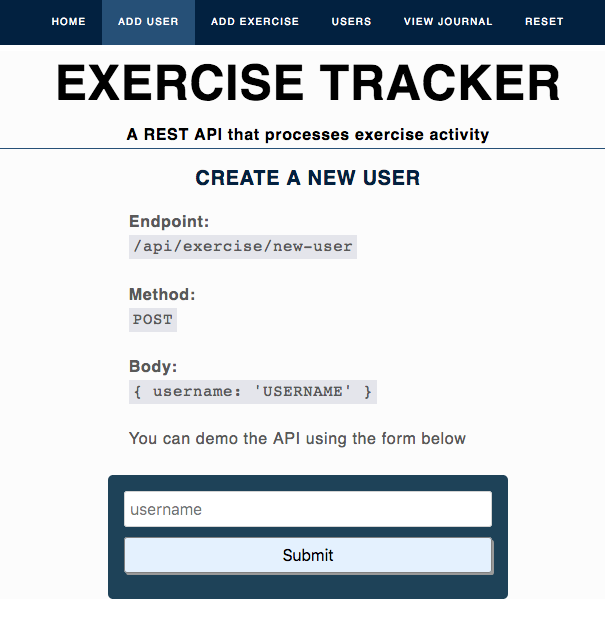 HOME ADD USER ADD EXERCISE USERS VIEW JOURNAL RESET
EXERCISE TRACKER
A REST API that processes exercise activity
CREATE A NEW USER
Endpoint:
/api/exercise/new-user
Method:
POST
Body:
{ username: 'USERNAME' }
You can demo the API using the form below
username
Submit